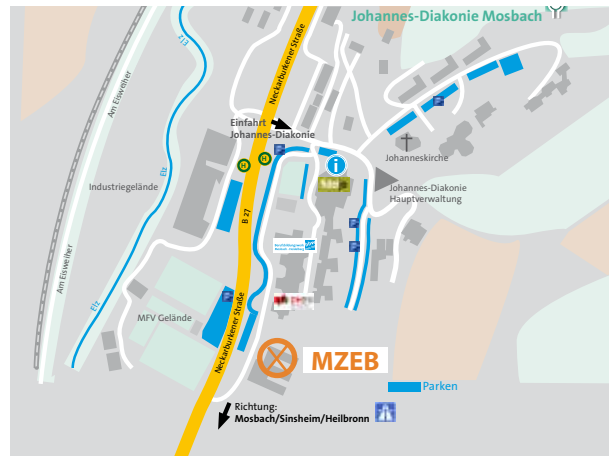 Johannes-Diakonie Mosbach
Elz
Am Eisweiher
Neckarburkener Straße
Einfahrt
Johannes-Diakonie
H
H
i
Johanneskirche
Industriegelände
Elz
Johannes-Diakonie
Hauptverwaltung
B 27
Am Eisweiher
Elz
MFV Gelände
Neckarburkener Straße
MZEB
Parken
Richtung:
Mosbach/Sinsheim/Heilbronn